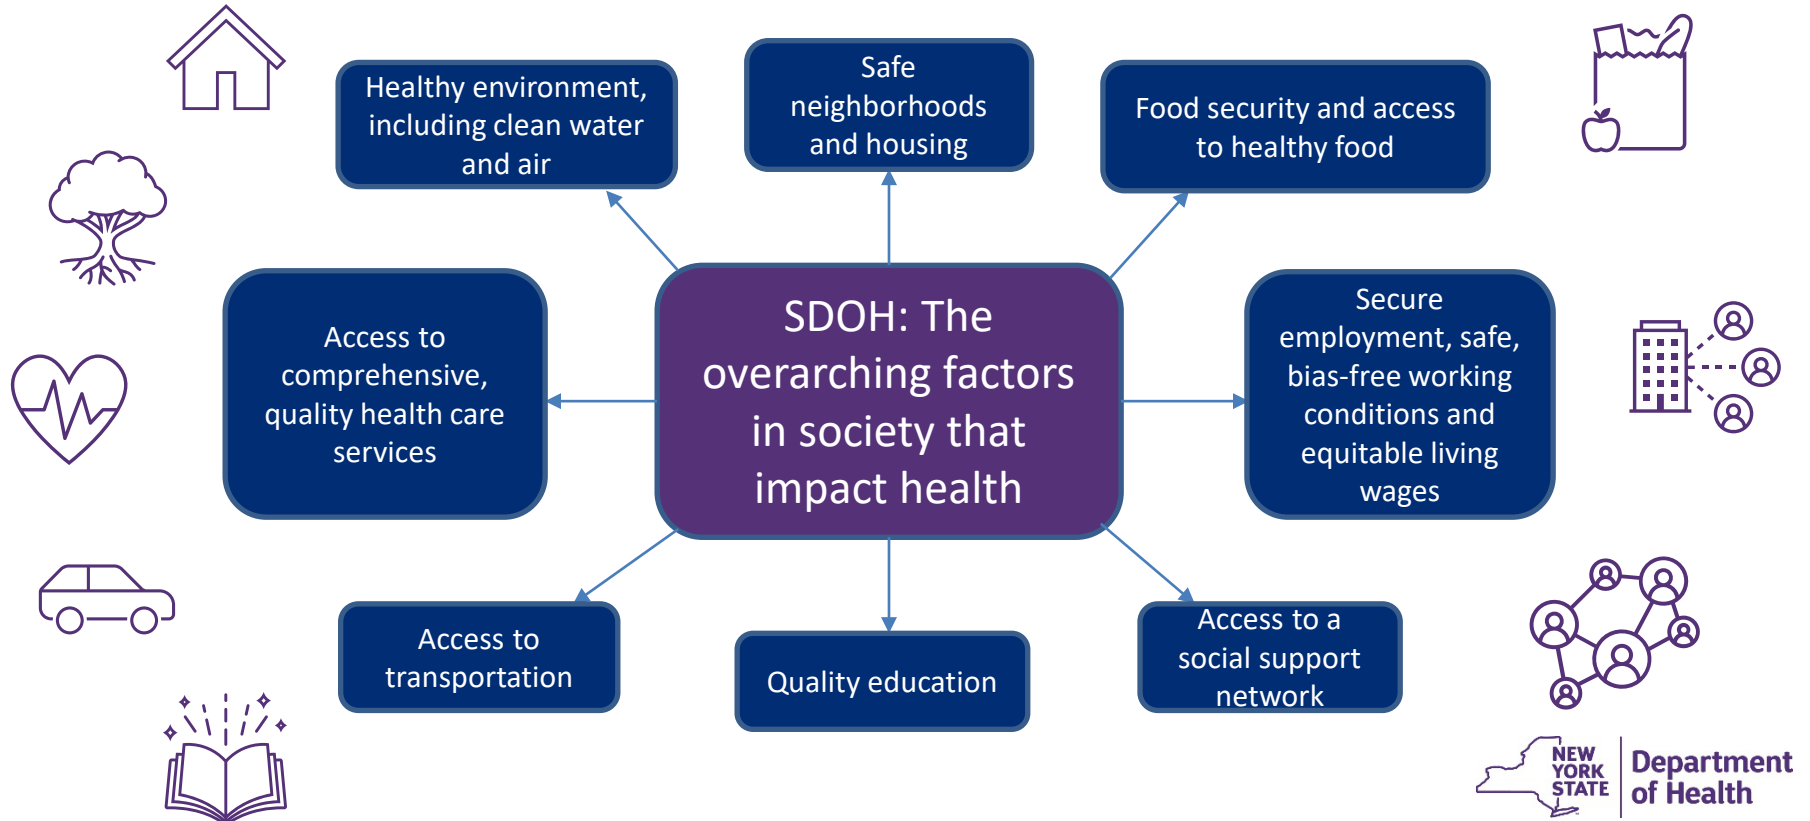 Healthy environment,
including clean water
and air
Safe
neighborhoods
and housing
Food security and access
to healthy food
Access to
comprehensive,
quality health care
services
SDOH: The
overarching factors
in society that
impact health
Secure
employment, safe,
bias-free working
conditions and
equitable living
wages
Access to
transportation
Quality education
Access to a
social support
network
NEW
YORK
STATE
Department
of Health